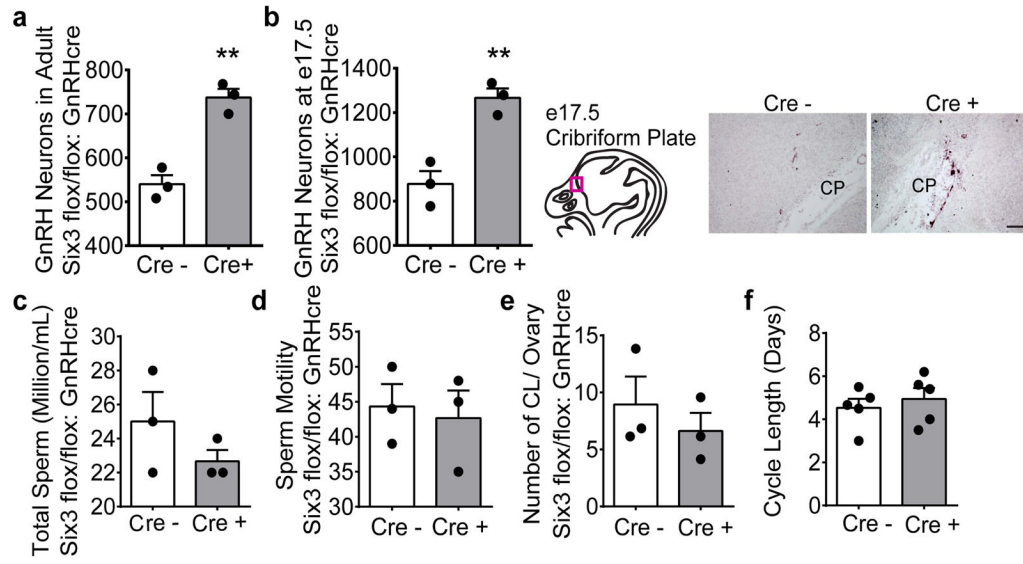 a
GnRH Neurons in Adult
Six3 flox/flox: GnRHcre
800
700
600
500
400
**
Cre -
Cre+
b
GnRH Neurons at e17.5
Six3 flox/flox: GnRHcre
1400
1200
1000
800
600
**
Cre -
Cre +
e17.5
Cribriform Plate
Cre -
Cre +
CP
CP
c
Total Sperm (Million/mL)
Six3 flox/flox: GnRHcre
30
28
26
24
22
20
Cre -
Cre +
d
Sperm Motility
Six3 flox/flox: GnRHcre
55
50
45
40
35
30
Cre -
Cre +
e
Number of CL/ Ovary
Six3 flox/flox: GnRHcre
15
10
5
0
Cre -
Cre +
f
Cycle Length (Days)
8
6
4
2
0
Cre -
Cre +